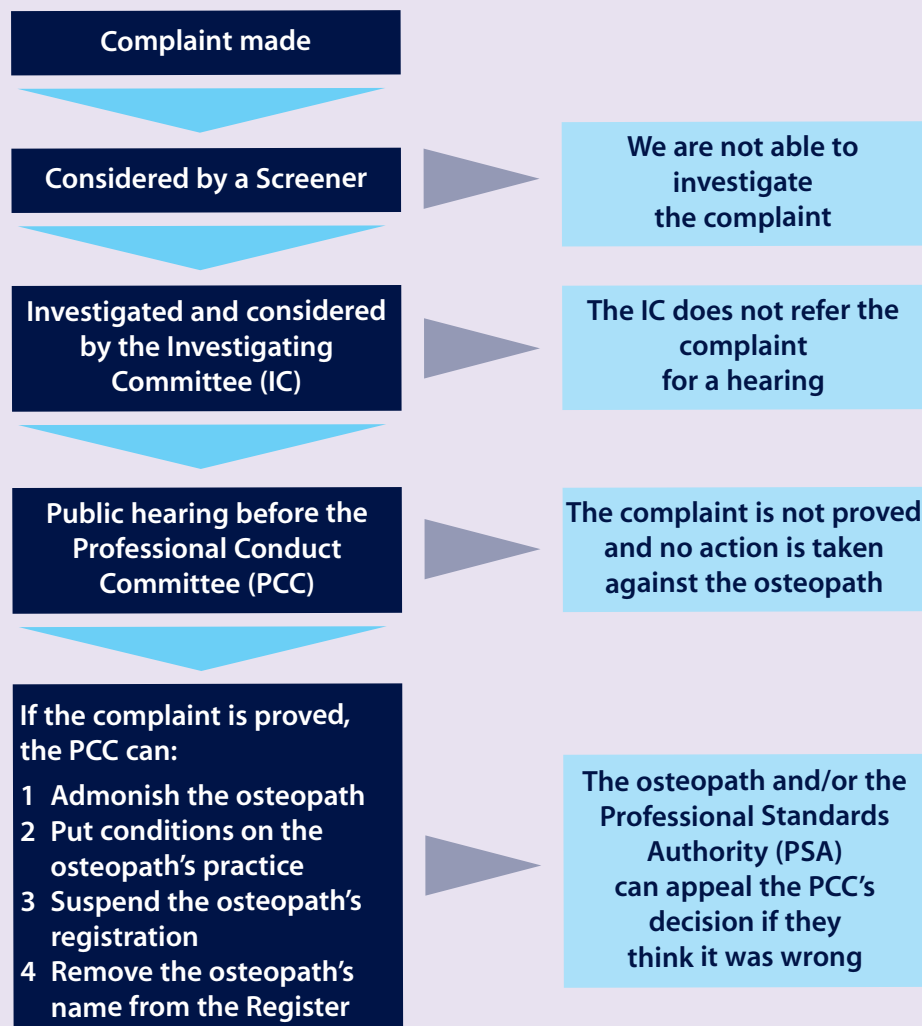 Complaint made
Considered by a Screener
We are not able to
investigate
the complaint
Investigated and considered
by the Investigating
Committee (IC)
The IC does not refer the
complaint
for a hearing
Public hearing before the
Professional Conduct
Committee (PCC)
The complaint is not proved
and no action is taken
against the osteopath
If the complaint is proved,
the PCC can:
1 Admonish the osteopath
2 Put conditions on the
osteopath's practice
3 Suspend the osteopath's
registration
4 Remove the osteopath's
name from the Register
The osteopath and/or the
Professional Standards
Authority (PSA)
can appeal the PCC's
decision if they
think it was wrong